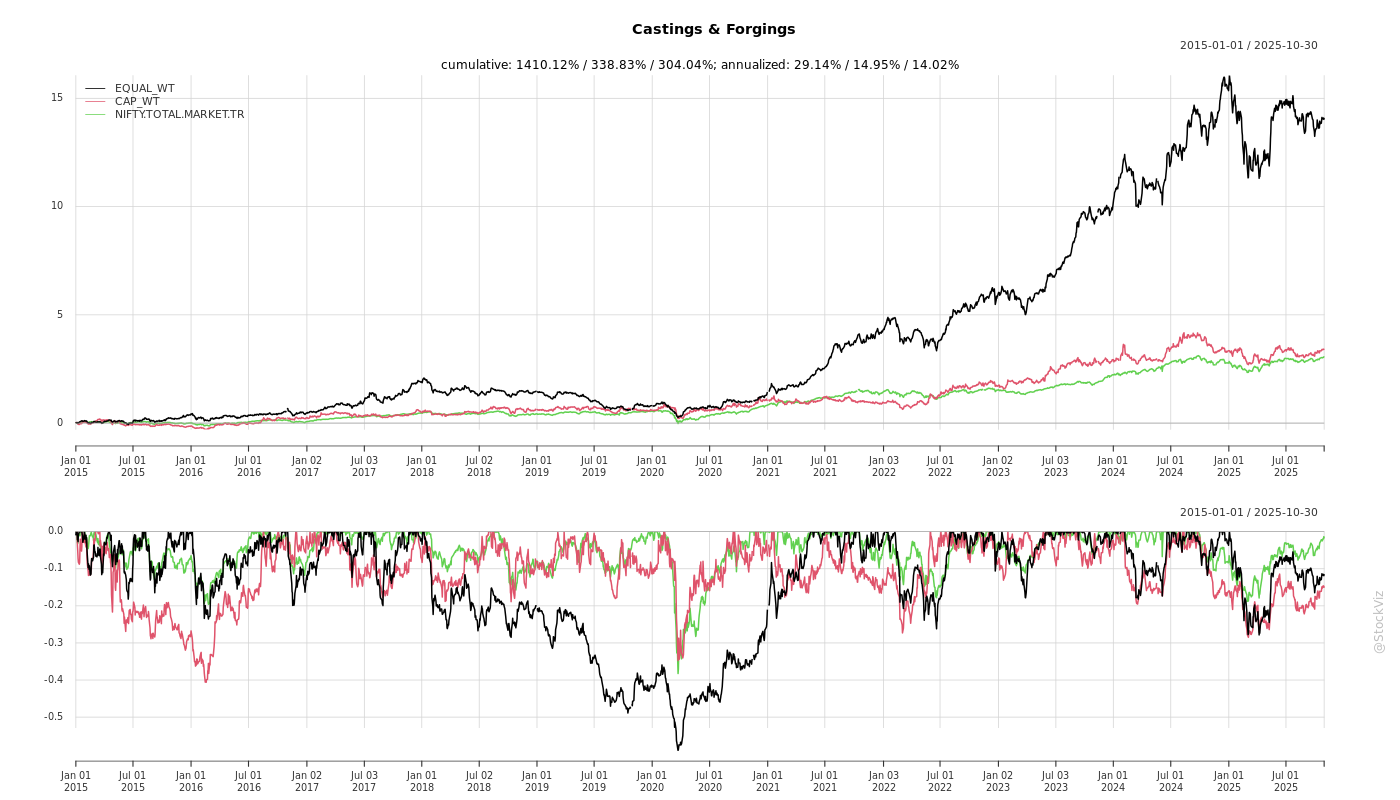 Castings & Forgings
2015-01-01 / 2025-10-30
cumulative: 1410.12% / 338.83% / 304.04%; annualized: 29.14% / 14.95% / 14.02%
EQUAL_WT
CAP_WT
NIFTY.TOTAL.MARKET.TR
15
10
5
0
Jan 01 Jul 01 Jan 01 Jul 01 Jan 02 Jul 03 Jan 01 Jul 02 Jan 01 Jul 01 Jan 01 Jul 01 Jan 01 Jul 01 Jan 03 Jul 01 Jan 02 Jul 03 Jan 01 Jul 01 Jan 01 Jul 01
2015 2015 2016 2016 2017 2017 2018 2018 2019 2019 2020 2020 2021 2021 2022 2022 2023 2023 2024 2024 2025 2025
2015-01-01 / 2025-10-30
0.0
-0.1
-0.2
-0.3
-0.4
-0.5
Jan 01 Jul 01 Jan 01 Jul 01 Jan 02 Jul 03 Jan 01 Jul 02 Jan 01 Jul 01 Jan 01 Jul 01 Jan 01 Jul 01 Jan 03 Jul 01 Jan 02 Jul 03 Jan 01 Jul 01 Jan 01 Jul 01
2015 2015 2016 2016 2017 2017 2018 2018 2019 2019 2020 2020 2021 2021 2022 2022 2023 2023 2024 2024 2025 2025
@StockViz